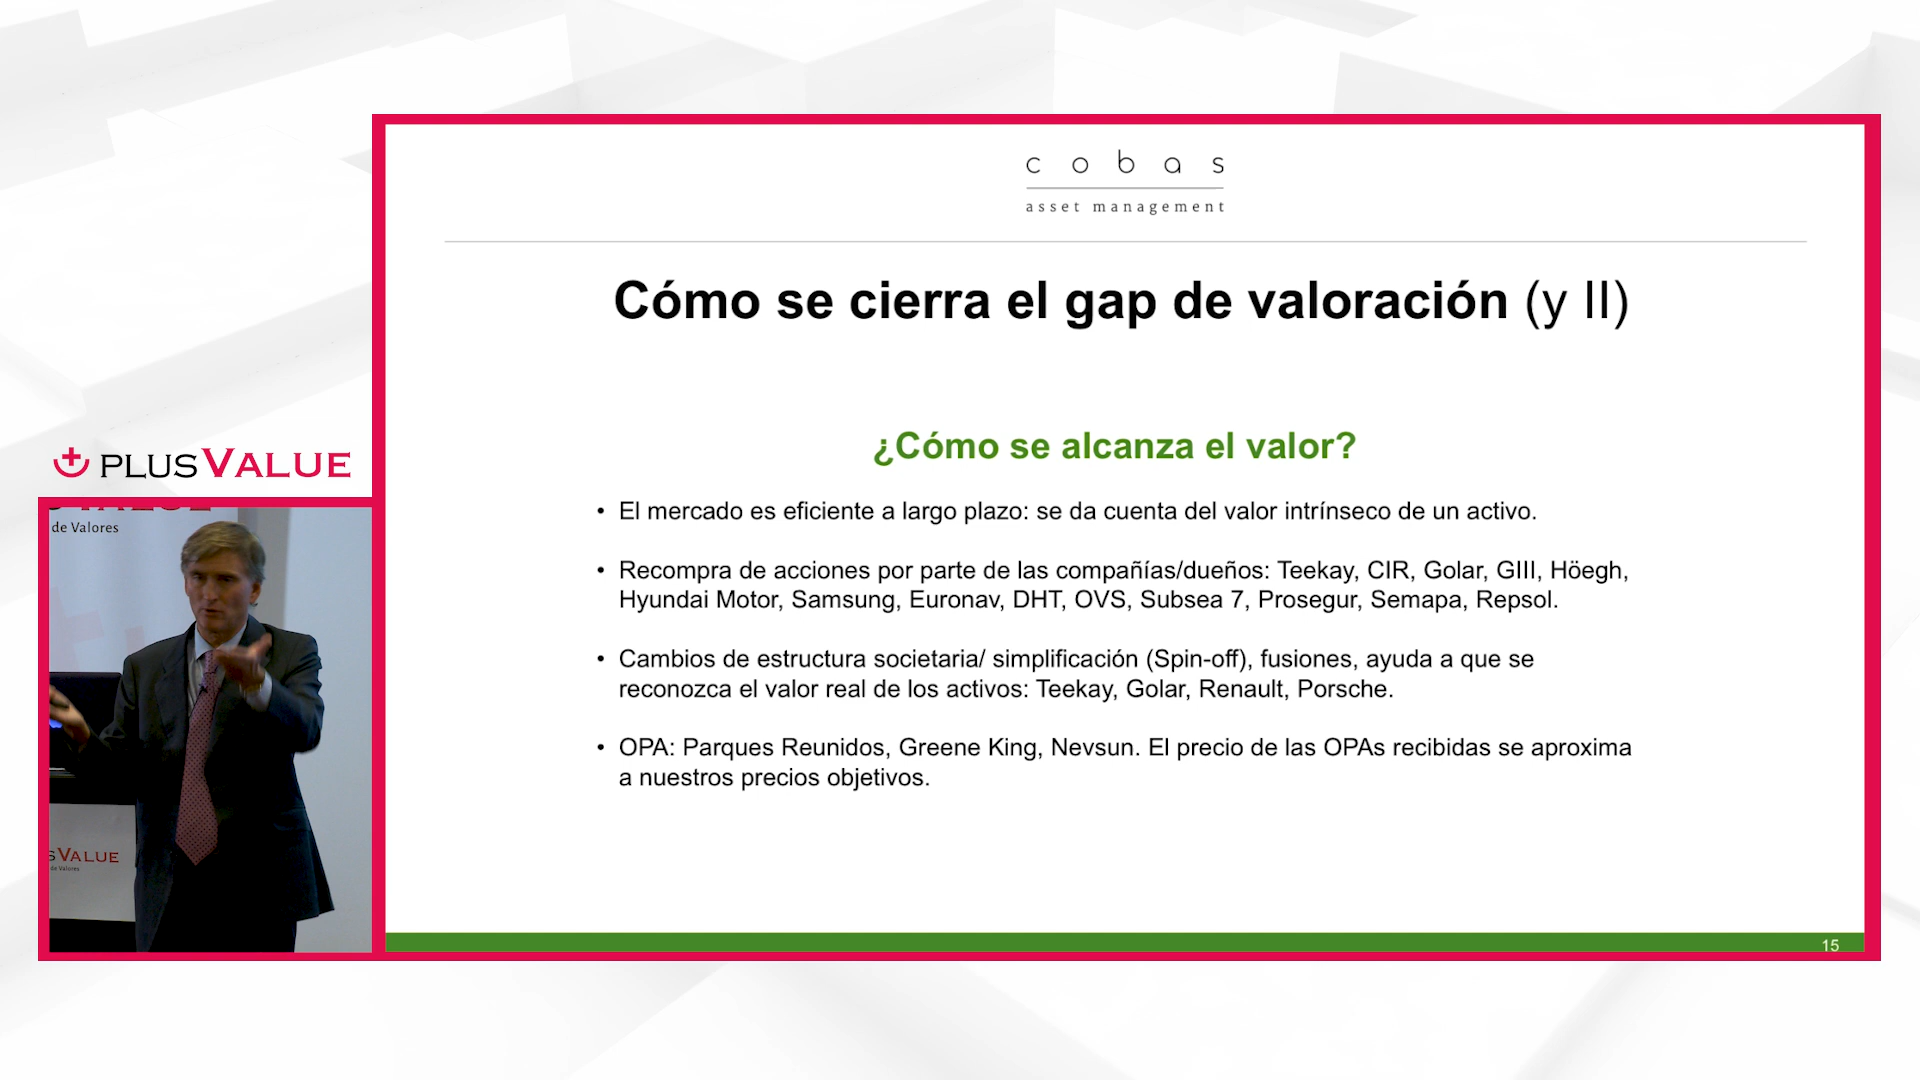 cobas
asset management
Cómo se cierra el gap de valoración (y II)
¿Cómo se alcanza el valor?
• El mercado es eficiente a largo plazo: se da cuenta del valor intrínseco de un activo.
• Recompra de acciones por parte de las compañías/dueños: Teekay, CIR, Golar, GIII, Höegh,
Hyundai Motor, Samsung, Euronav, DHT, OVS, Subsea 7, Prosegur, Semapa, Repsol.
• Cambios de estructura societaria/ simplificación (Spin-off), fusiones, ayuda a que se
reconozca el valor real de los activos: Teekay, Golar, Renault, Porsche.
• OPA: Parques Reunidos, Greene King, Nevsun. El precio de las OPAs recibidas se aproxima
a nuestros precios objetivos.
15
PLUSVALUE
de Valores
SVALUE
de Valores